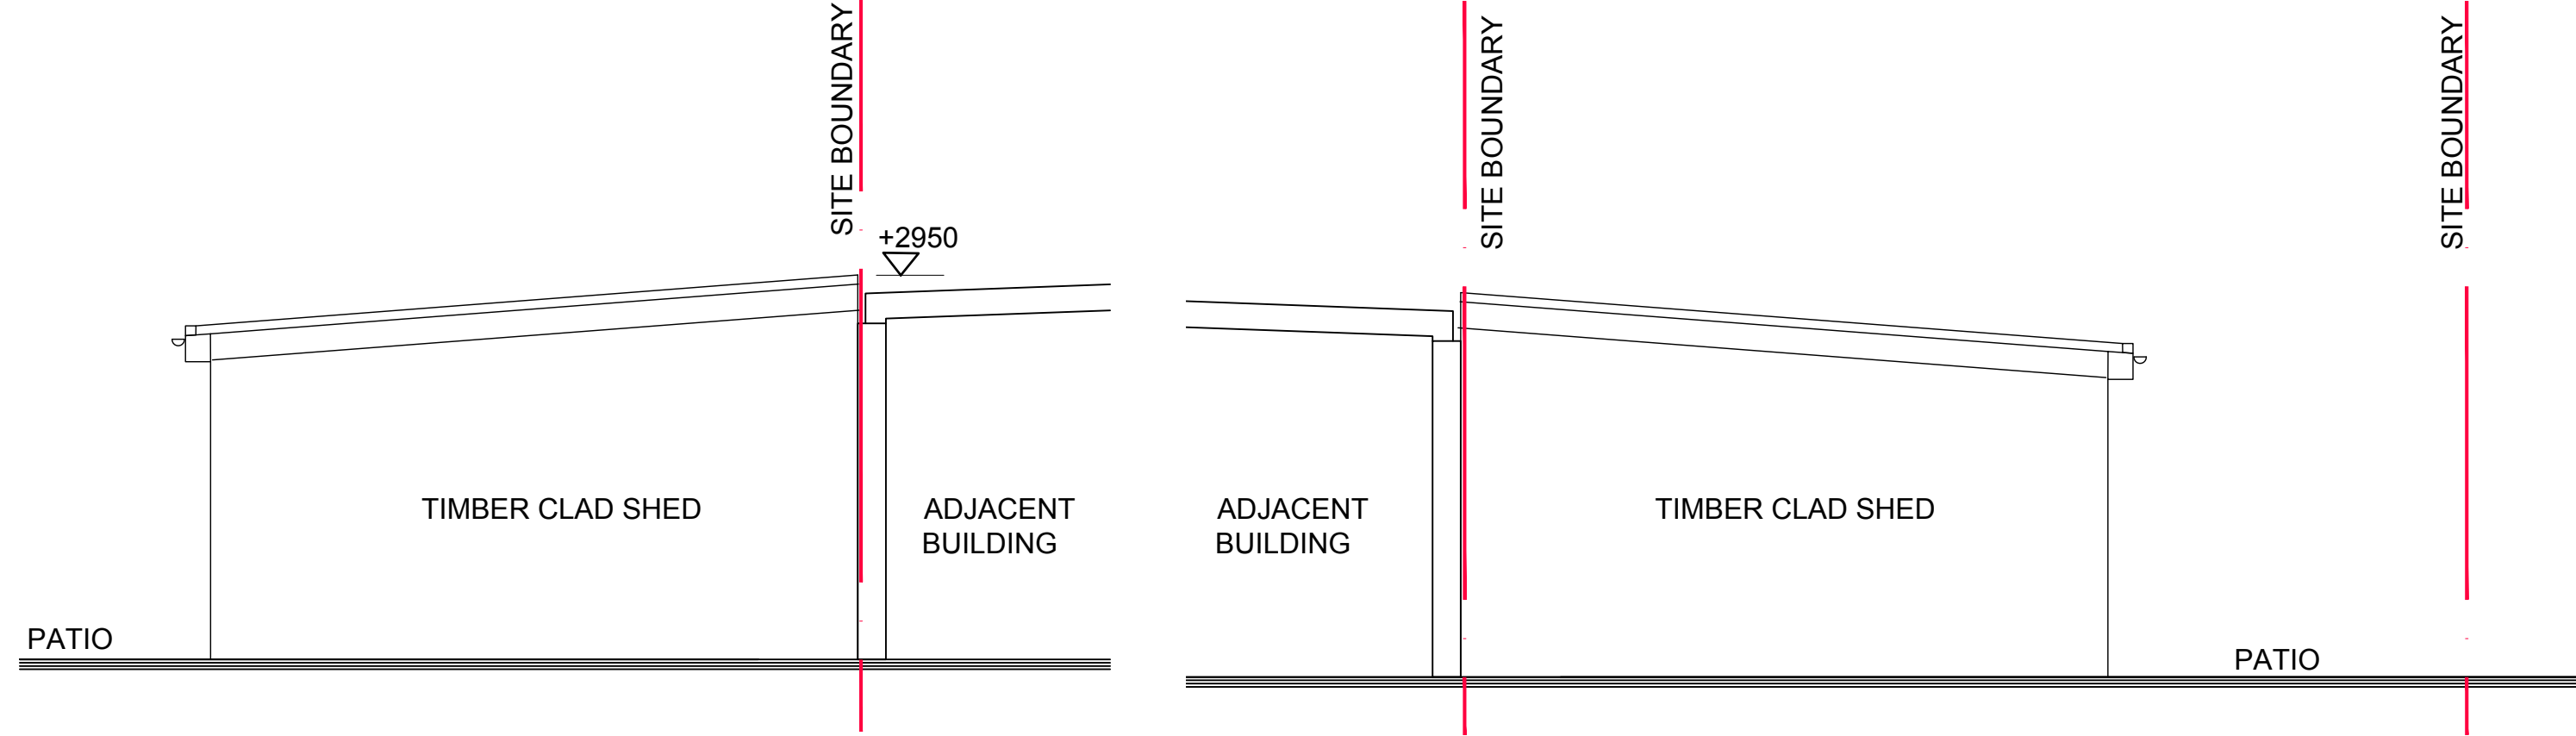 SITE BOUNDARY
+2950
TIMBER CLAD SHED
ADJACENT
BUILDING
PATIO
SITE BOUNDARY
SITE BOUNDARY
ADJACENT
BUILDING
TIMBER CLAD SHED
PATIO